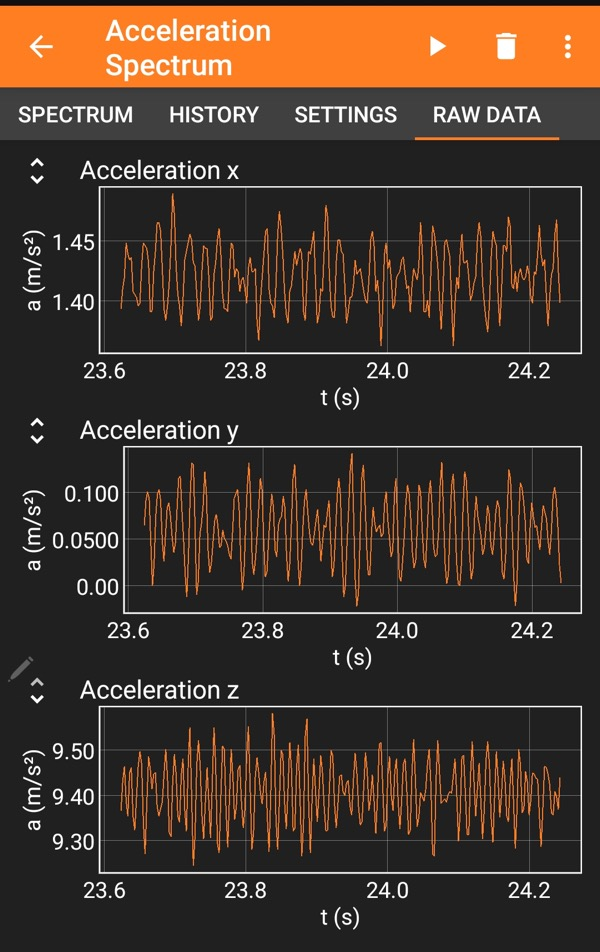 Acceleration
Spectrum
SPECTRUM HISTORY SETTINGS RAW DATA
Acceleration x
a (m/s²)
1.45
1.40
23.6 23.8 24.0 24.2
t (s)
Acceleration y
a (m/s²)
0.100
0.0500
0.00
23.6 23.8 24.0 24.2
t (s)
Acceleration z
a (m/s²)
9.50
9.40
9.30
23.6 23.8 24.0 24.2
t (s)